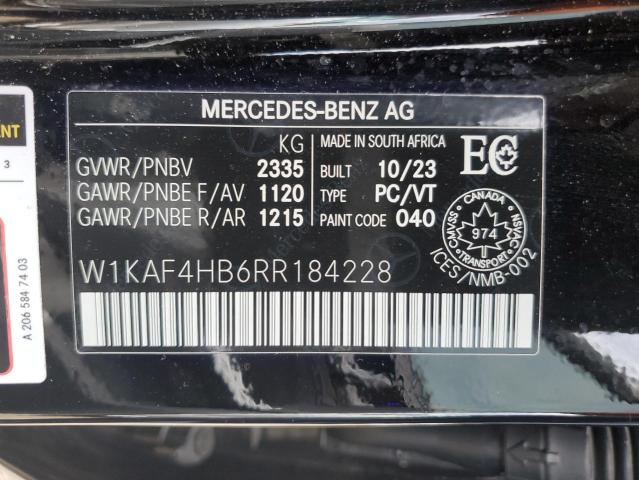 MERCEDES-BENZ AG
KG
MADE IN SOUTH AFRICA
GVWR/PNBV 2335 BUILT 10/23
GAWR/PNBE F/AV 1120 TYPE PC/VT
GAWR/PNBE R/AR 1215 PAINT CODE 040
EC
CANADA
974
CMVSS
NSVAC
TRANSPORT
ICES/NMB-002
W1KAF4HB6RR184228
ENT
3
A 206 584 74 03